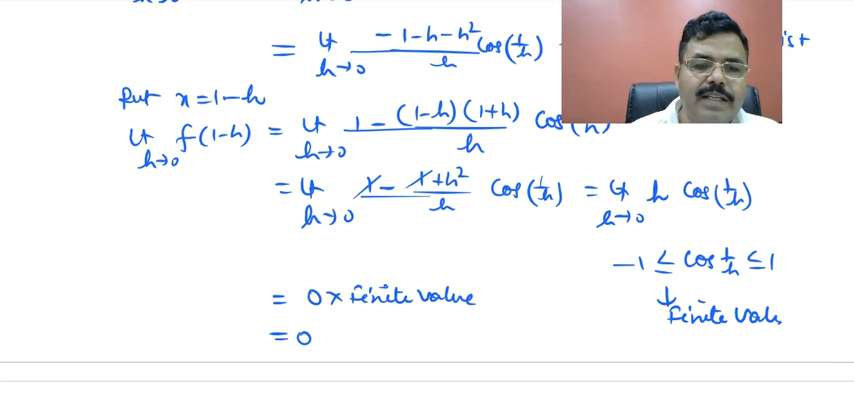 = Lt h→0 (-1-h-h²)/h cos(1/h)
Put x = 1-h
Lt h→0 f(1-h) = Lt h→0 (1-(1-h)(1+h))/h cos(
= Lt h→0 (1-1+h²)/h cos(1/h) = Lt h→0 h cos(1/h)
-1 ≤ cos 1/h ≤ 1
↓
= 0 × finite value
Finite
= 0